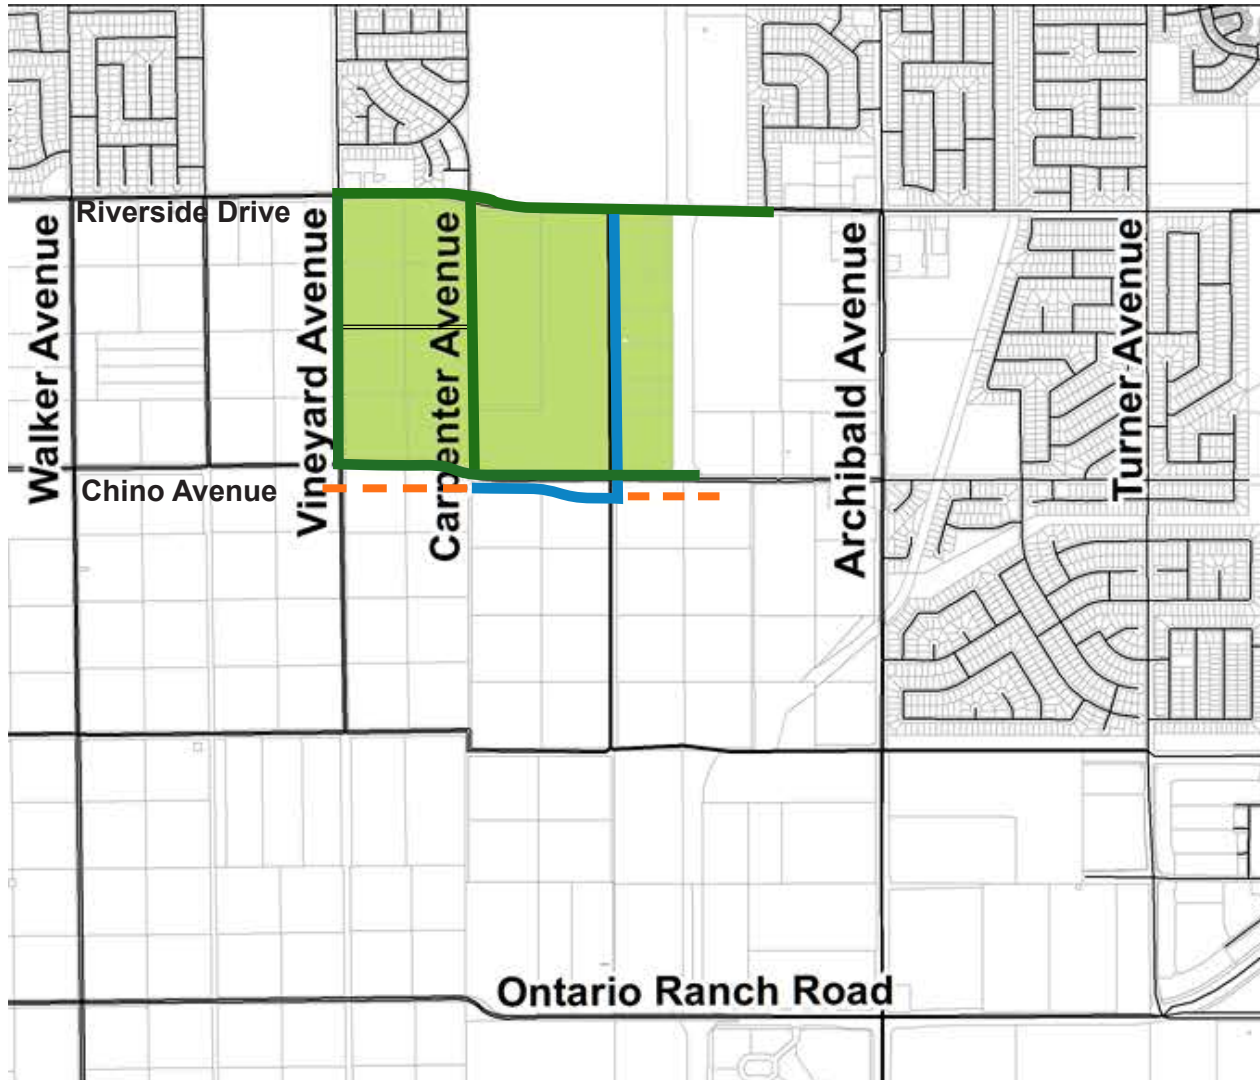 Riverside Drive
Walker Avenue
Vineyard Avenue
Carpenter Avenue
Archibald Avenue
Turner Avenue
Chino Avenue
Ontario Ranch Road